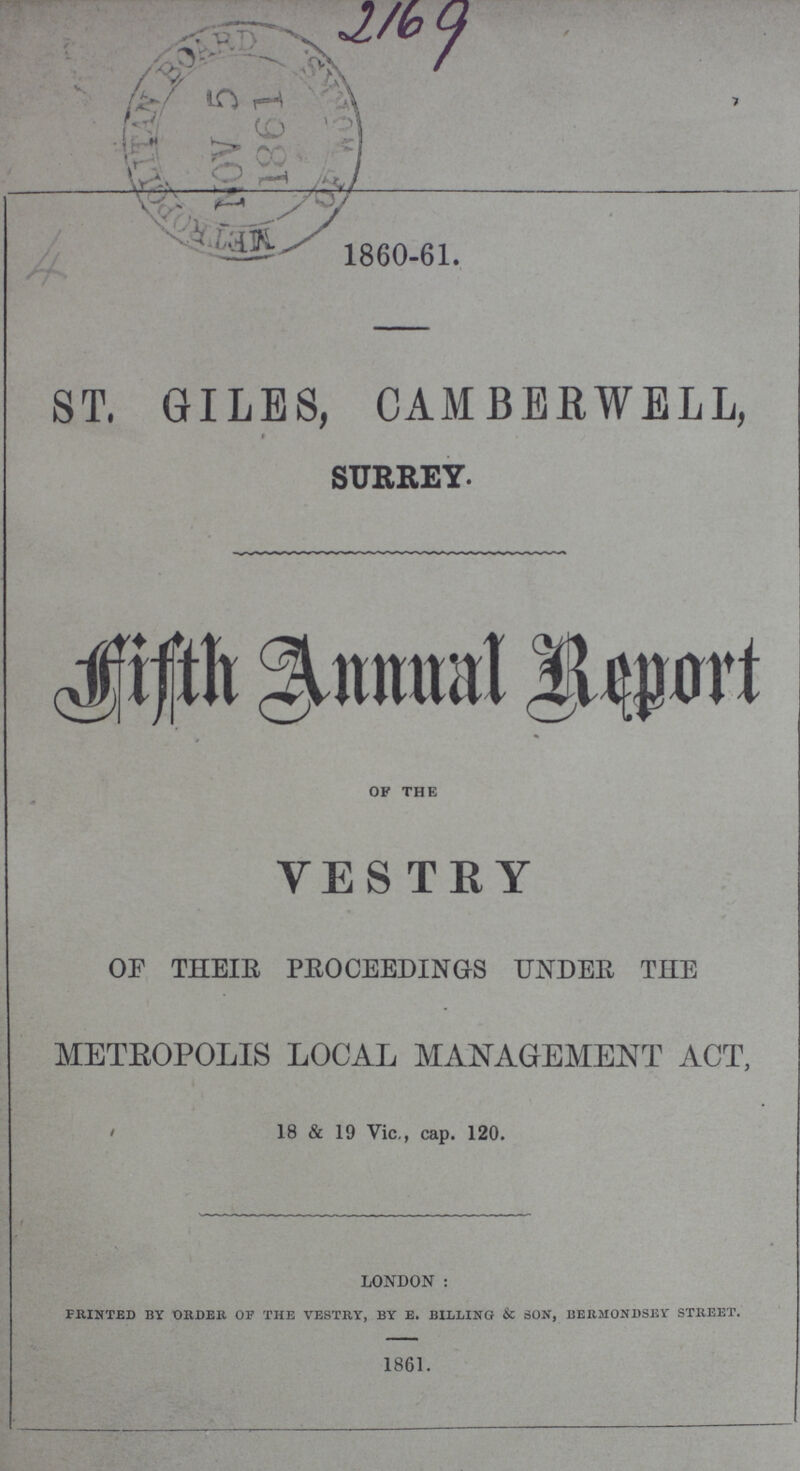 2169
METROPOLITAN BOARD OF WORKS
NOV 5
1861
4
1860-61.
ST. GILES, CAMBERWELL,
SURREY.
Fifth Annual Report
OF THE
VESTRY
OF THEIR PROCEEDINGS UNDER THE
METROPOLIS LOCAL MANAGEMENT ACT,
18 & 19 Vic., cap. 120.
LONDON :
PRINTED BY ORDER OF THE VESTRY, BY E. BILLING & SON, BERMONDSEY STREET.
1861.